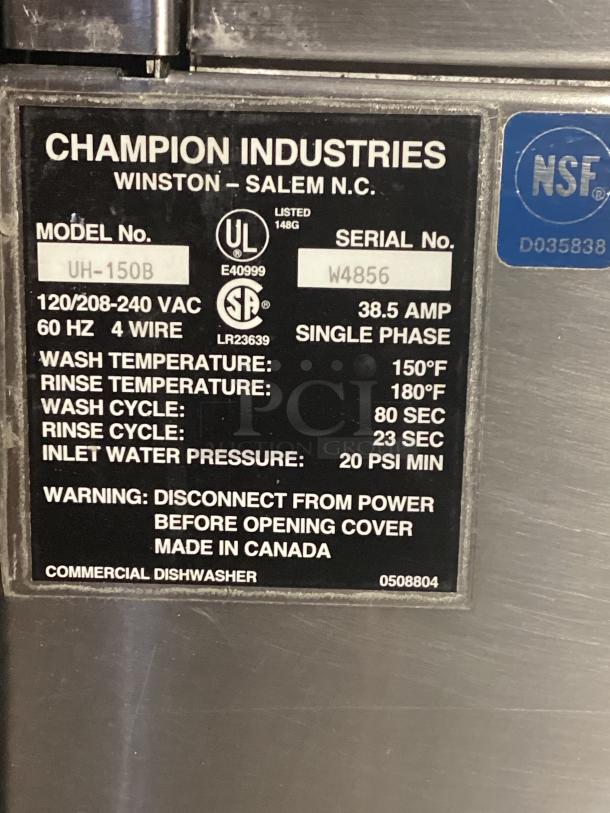 CHAMPION INDUSTRIES
WINSTON – SALEM N.C.
MODEL No.
UH-150B
UL
®
LISTED
148G
E40999
SERIAL No.
W4856
120/208-240 VAC
60 HZ 4 WIRE
SA®
LR23639
38.5 AMP
SINGLE PHASE
WASH TEMPERATURE: 150°F
RINSE TEMPERATURE: 180°F
WASH CYCLE: 80 SEC
RINSE CYCLE: 23 SEC
INLET WATER PRESSURE: 20 PSI MIN
WARNING: DISCONNECT FROM POWER
BEFORE OPENING COVER
MADE IN CANADA
COMMERCIAL DISHWASHER 0508804
NSF®
D035838
PCI
AUCTION GROUP